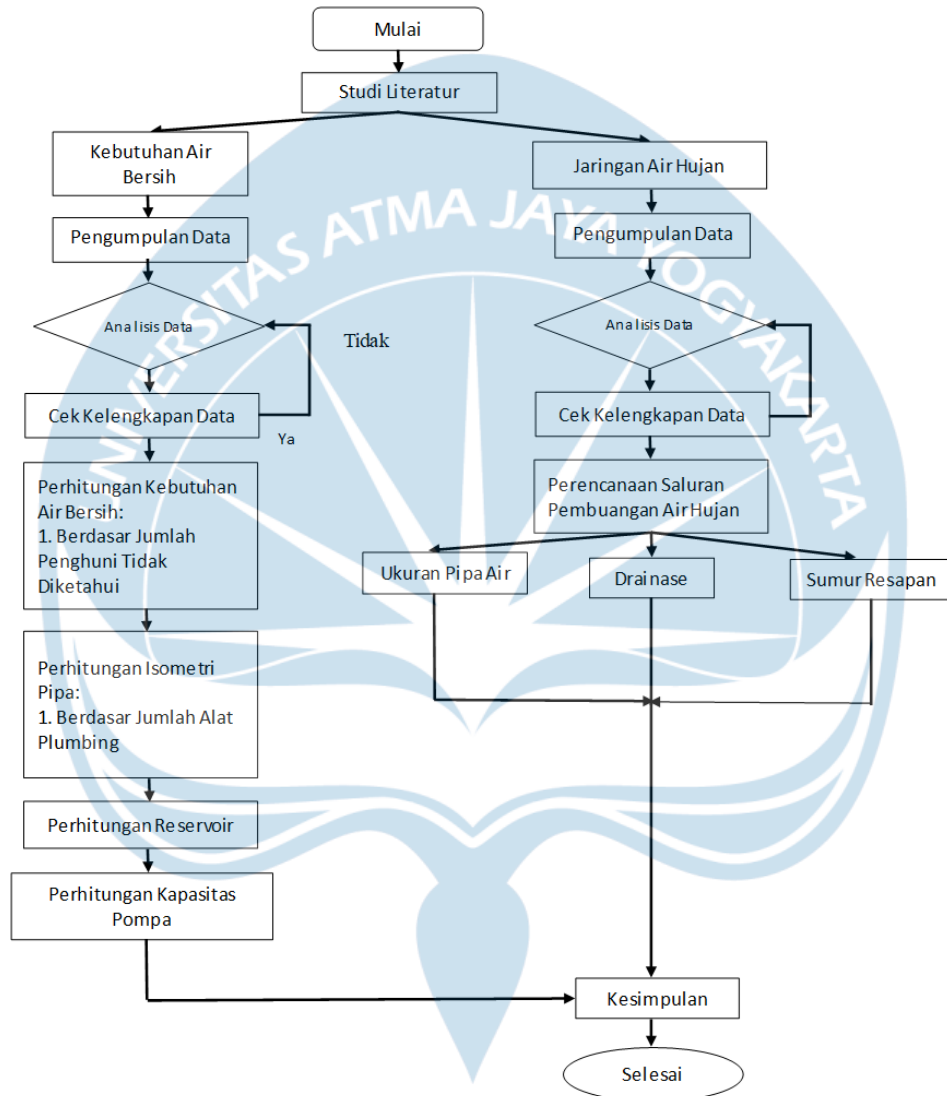 Mulai
Studi Literatur
Kebutuhan Air
Bersih
Jaringan Air Hujan
Pengumpulan Data
Pengumpulan Data
Analisis Data
Tidak
Analisis Data
Cek Kelengkapan Data
Ya
Cek Kelengkapan Data
Perhitungan Kebutuhan
Air Bersih:
1. Berdasar Jumlah
Penghuni Tidak
Diketahui
Perencanaan Saluran
Pembuangan Air Hujan
Ukuran Pipa Air
Drainase
Sumur Resapan
Perhitungan Isometri
Pipa:
1. Berdasar Jumlah Alat
Plumbing
Perhitungan Reservoir
Perhitungan Kapasitas
Pompa
Kesimpulan
Selesai
UNIVERSITAS ATMA JAYA YOGYAKARTA